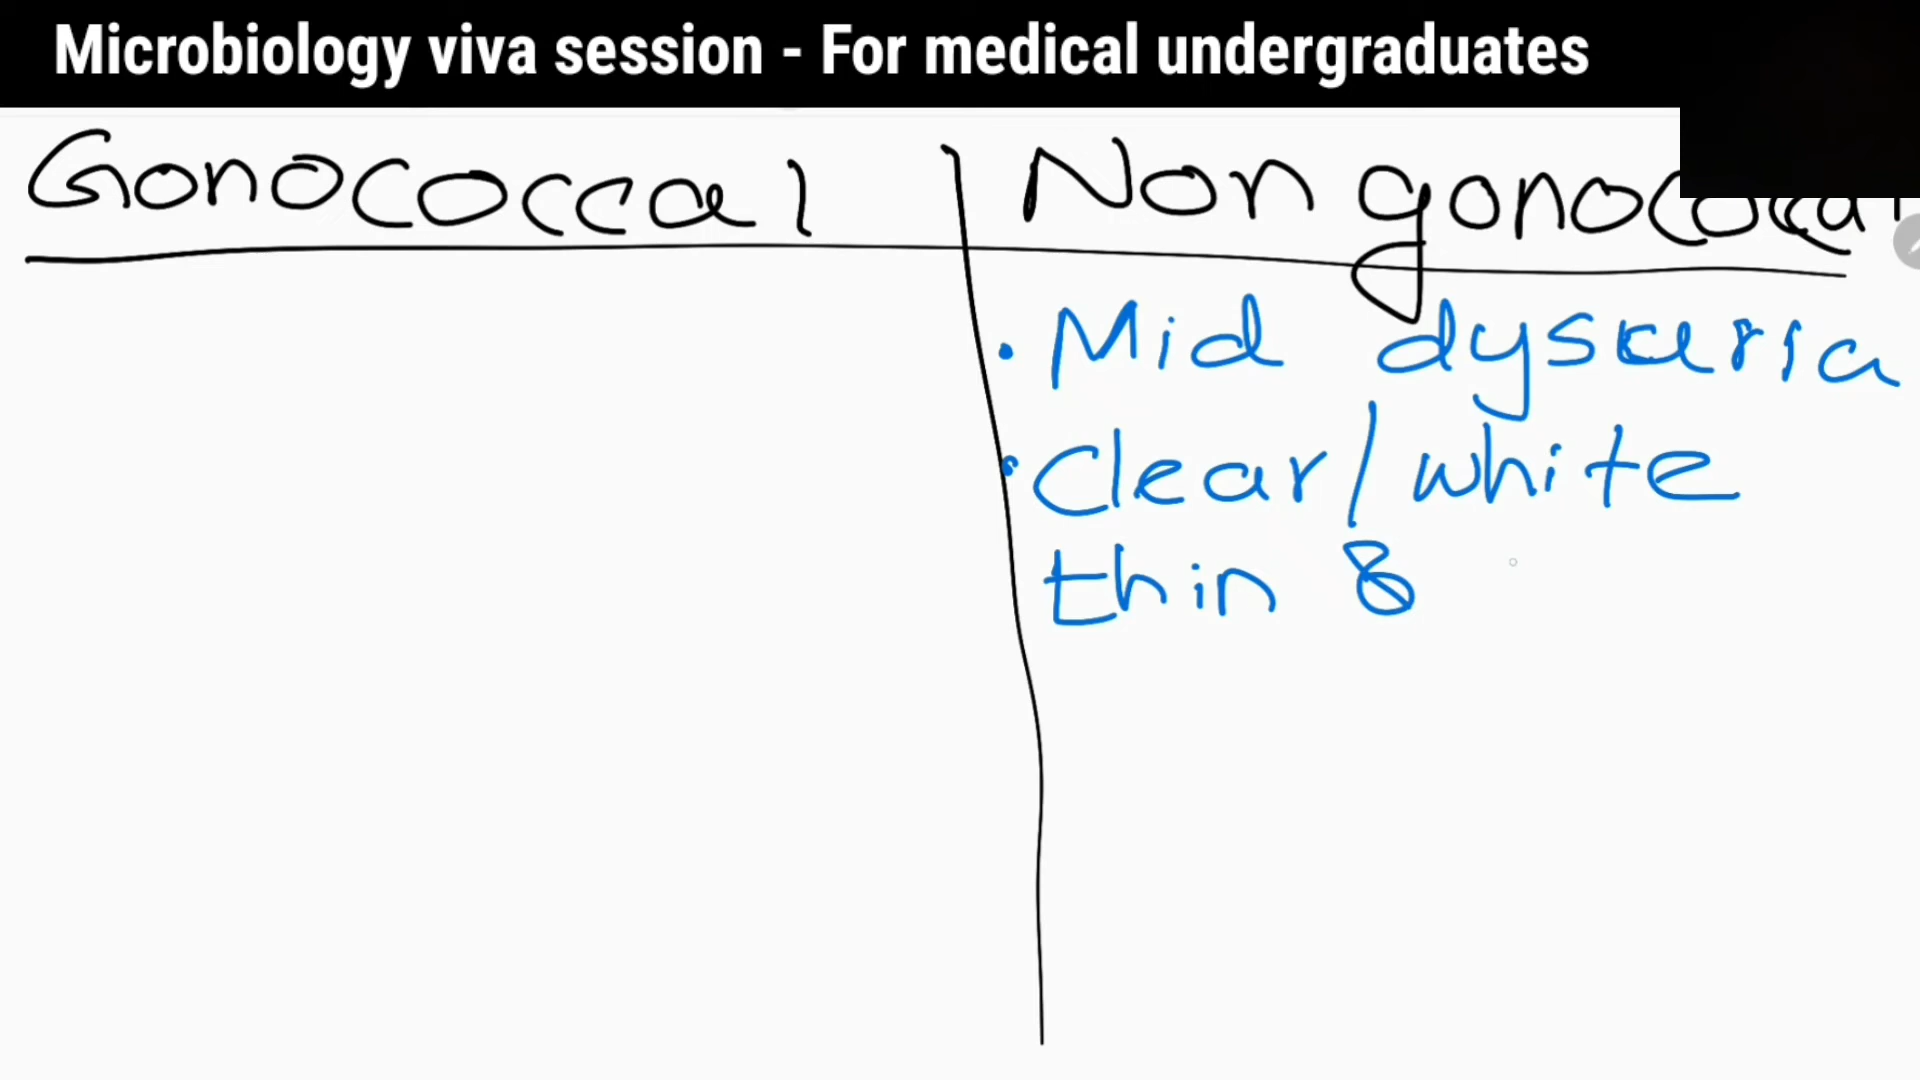 Microbiology viva session - For medical undergraduates
Gonococcal
Non gonococcal
• Mid dysuria
• Clear/white
thin &